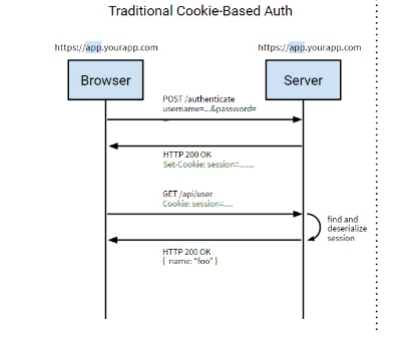 Traditional Cookie-Based Auth
https://app.yourapp.com
https://app.yourapp.com
Browser
Server
POST /authenticate
username=...&password=
...
HTTP 200 OK
Set-Cookie: session=.......
GET /api/user
Cookie: session=....
find and
deserialize
session
HTTP 200 OK
{ name: "foo" }